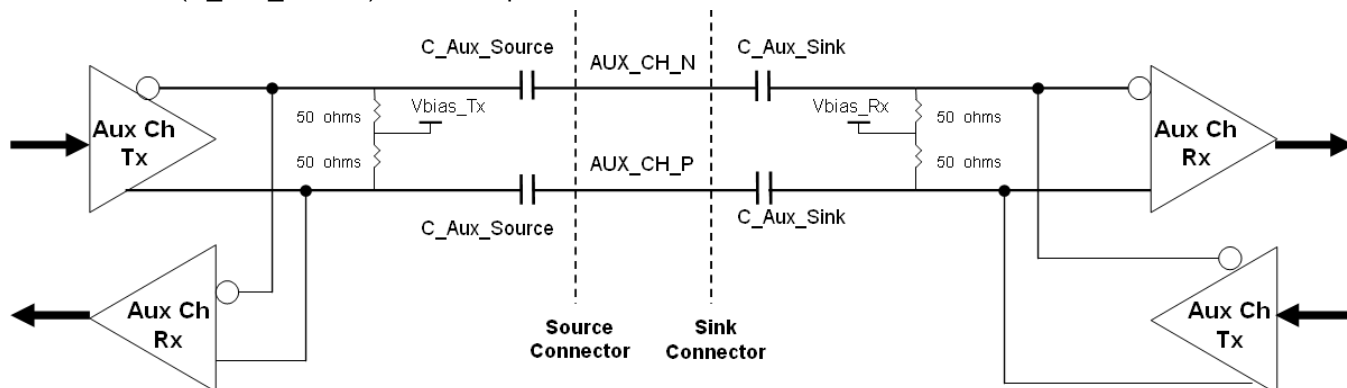 C_Aux_Source
AUX_CH_N
C_Aux_Sink
Aux Ch
Tx
50 ohms
Vbias_Tx
50 ohms
Vbias_Rx
50 ohms
50 ohms
Aux Ch
Rx
AUX_CH_P
C_Aux_Source
C_Aux_Sink
Aux Ch
Rx
Source
Connector
Sink
Connector
Aux Ch
Tx